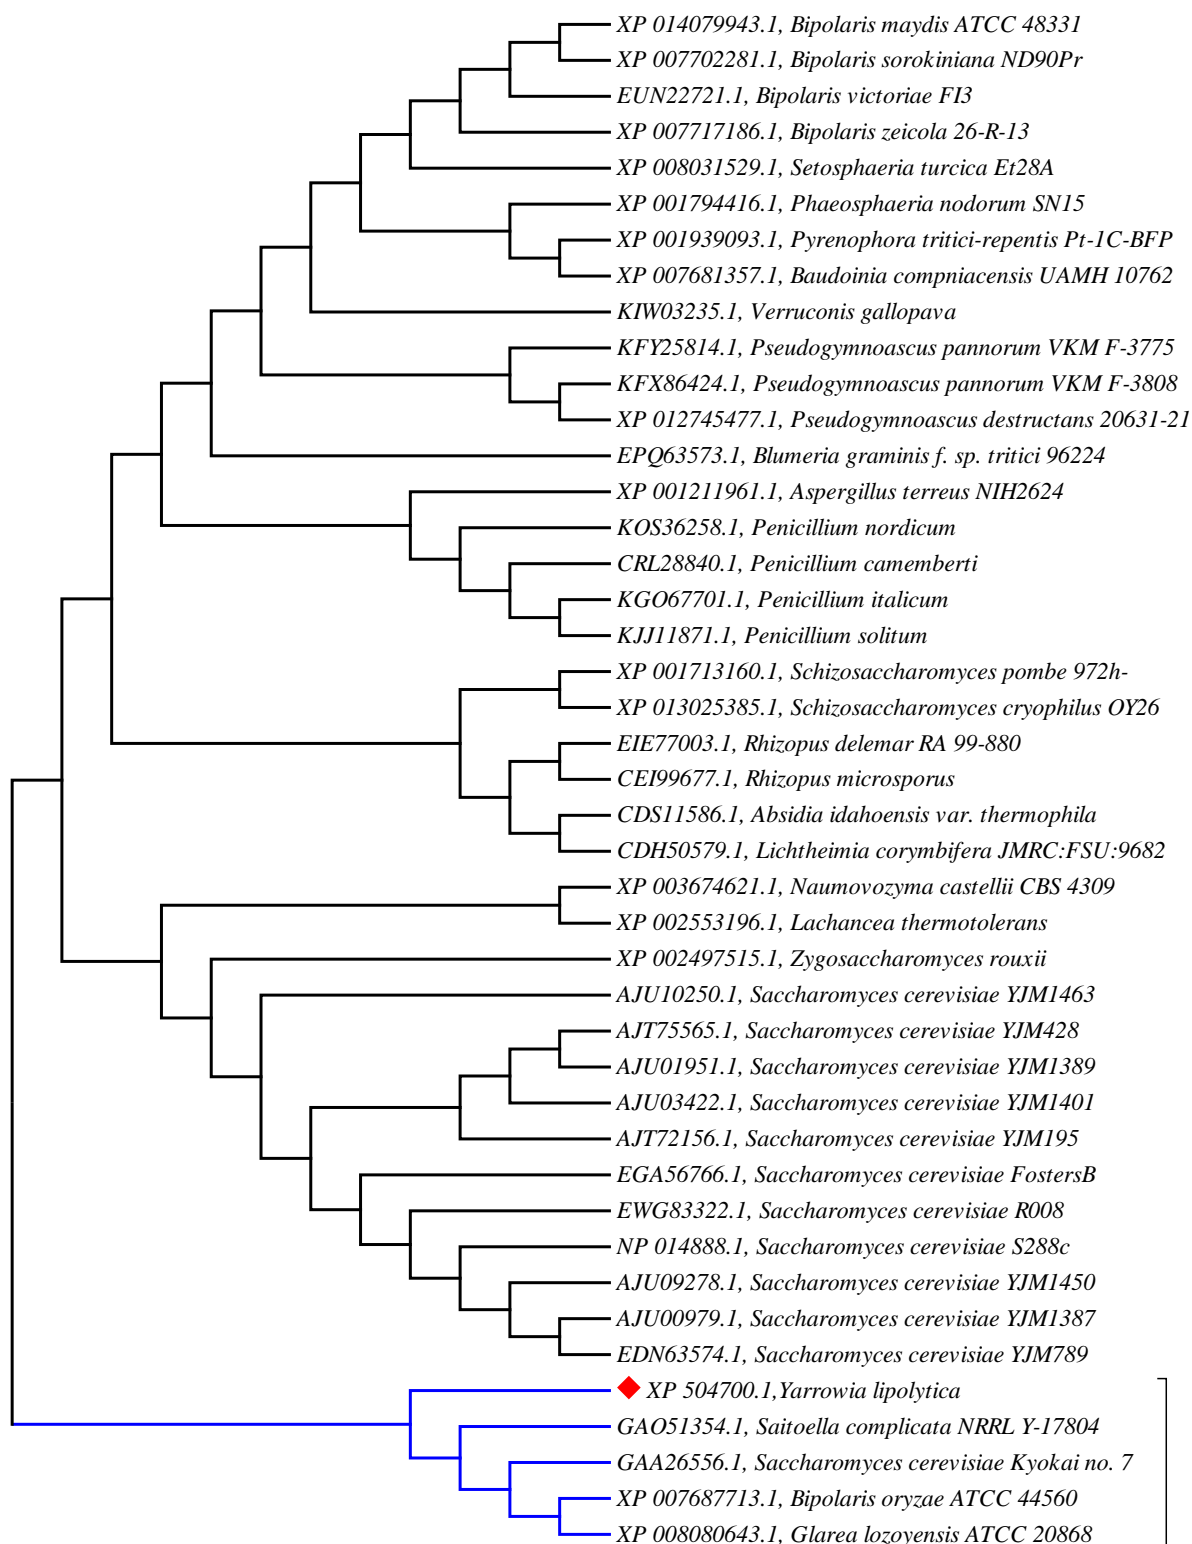 XP 014079943.1, Bipolaris maydis ATCC 48331
XP 007702281.1, Bipolaris sorokiniana ND90Pr
EUN22721.1, Bipolaris victoriae FI3
XP 007717186.1, Bipolaris zeicola 26-R-13
XP 008031529.1, Setosphaeria turcica Et28A
XP 001794416.1, Phaeosphaeria nodorum SN15
XP 001939093.1, Pyrenophora tritici-repentis Pt-1C-BFP
XP 007681357.1, Baudoinia compniacensis UAMH 10762
KIW03235.1, Verruconis gallopava
KFY25814.1, Pseudogymnoascus pannorum VKM F-3775
KFX86424.1, Pseudogymnoascus pannorum VKM F-3808
XP 012745477.1, Pseudogymnoascus destructans 20631-21
EPQ63573.1, Blumeria graminis f. sp. tritici 96224
XP 001211961.1, Aspergillus terreus NIH2624
KOS36258.1, Penicillium nordicum
CRL28840.1, Penicillium camemberti
KGO67701.1, Penicillium italicum
KJJ11871.1, Penicillium solitum
XP 001713160.1, Schizosaccharomyces pombe 972h-
XP 013025385.1, Schizosaccharomyces cryophilus OY26
EIE77003.1, Rhizopus delemar RA 99-880
CEI99677.1, Rhizopus microsporus
CDS11586.1, Absidia idahoensis var. thermophila
CDH50579.1, Lichtheimia corymbifera JMRC:FSU:9682
XP 003674621.1, Naumovozyma castellii CBS 4309
XP 002553196.1, Lachancea thermotolerans
XP 002497515.1, Zygosaccharomyces rouxii
AJU10250.1, Saccharomyces cerevisiae YJM1463
AJT75565.1, Saccharomyces cerevisiae YJM428
AJU01951.1, Saccharomyces cerevisiae YJM1389
AJU03422.1, Saccharomyces cerevisiae YJM1401
AJT72156.1, Saccharomyces cerevisiae YJM195
EGA56766.1, Saccharomyces cerevisiae FostersB
EWG83322.1, Saccharomyces cerevisiae R008
NP 014888.1, Saccharomyces cerevisiae S288c
AJU09278.1, Saccharomyces cerevisiae YJM1450
AJU00979.1, Saccharomyces cerevisiae YJM1387
EDN63574.1, Saccharomyces cerevisiae YJM789
XP 504700.1,Yarrowia lipolytica
GAO51354.1, Saitoella complicata NRRL Y-17804
GAA26556.1, Saccharomyces cerevisiae Kyokai no. 7
XP 007687713.1, Bipolaris oryzae ATCC 44560
XP 008080643.1, Glarea lozoyensis ATCC 20868